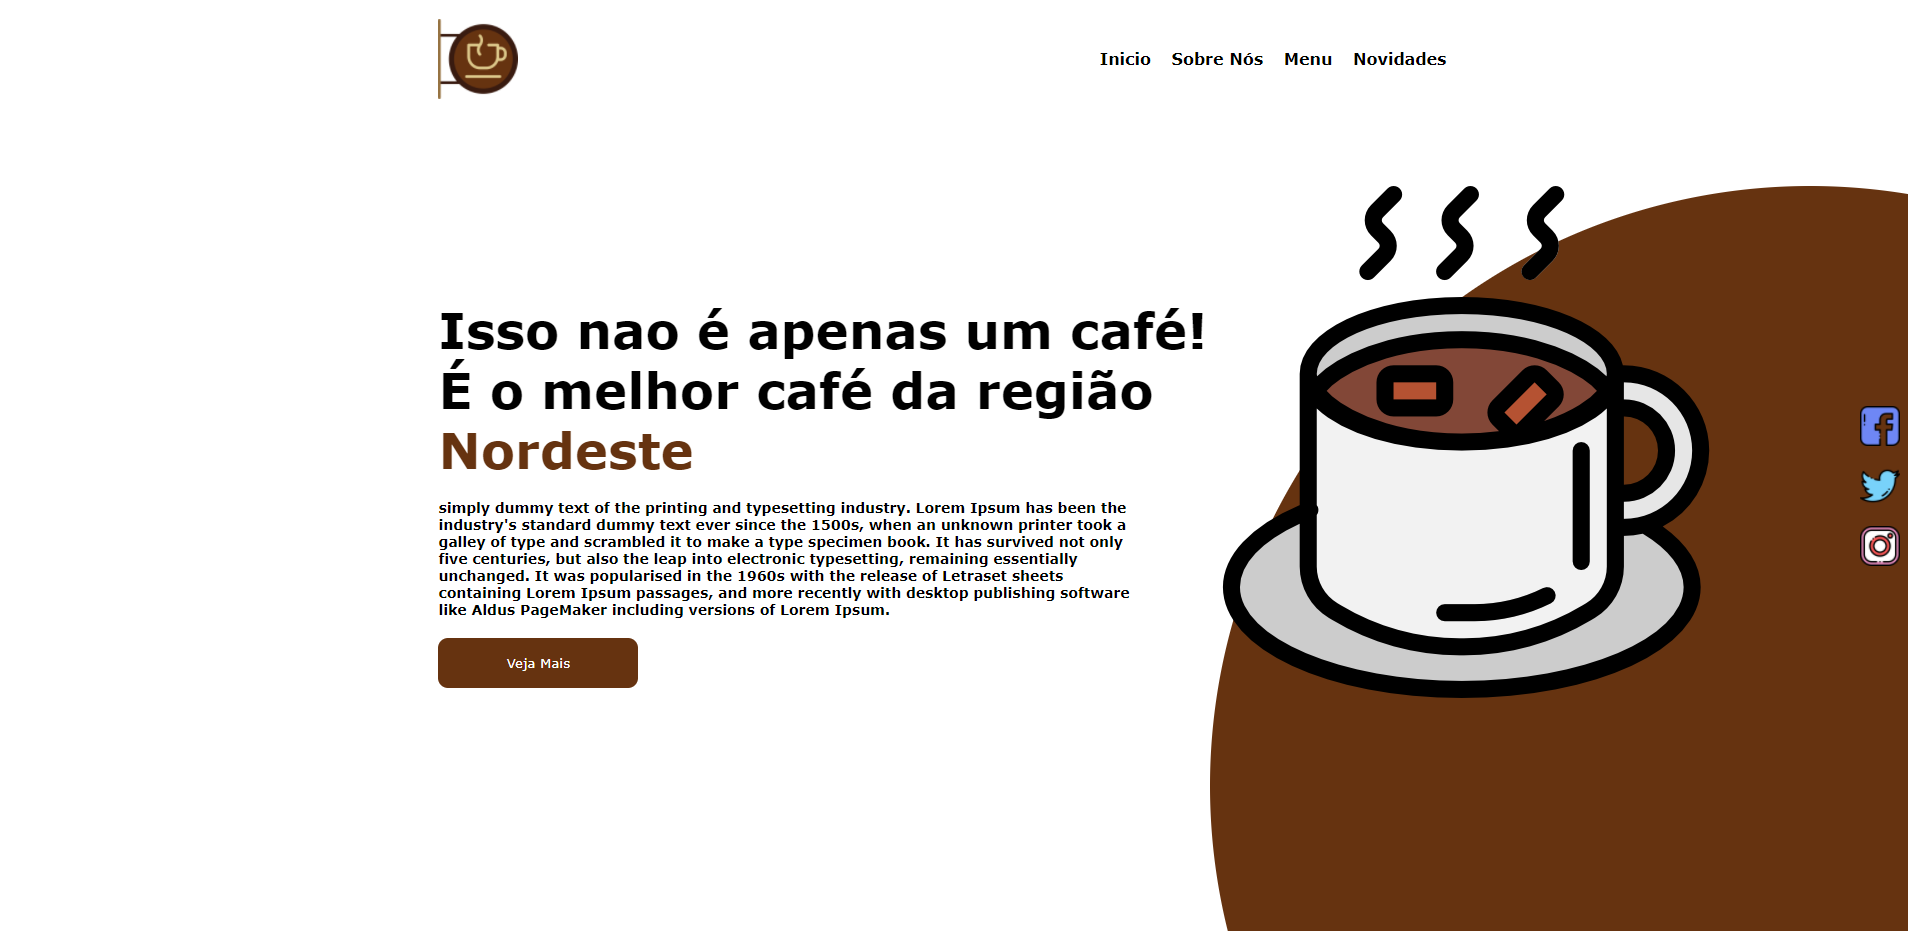 Inicio Sobre Nós Menu Novidades
Isso nao é apenas um café!
É o melhor café da região
Nordeste
simply dummy text of the printing and typesetting industry. Lorem Ipsum has been the
industry's standard dummy text ever since the 1500s, when an unknown printer took a
galley of type and scrambled it to make a type specimen book. It has survived not only
five centuries, but also the leap into electronic typesetting, remaining essentially
unchanged. It was popularised in the 1960s with the release of Letraset sheets
containing Lorem Ipsum passages, and more recently with desktop publishing software
like Aldus PageMaker including versions of Lorem Ipsum.
Veja Mais